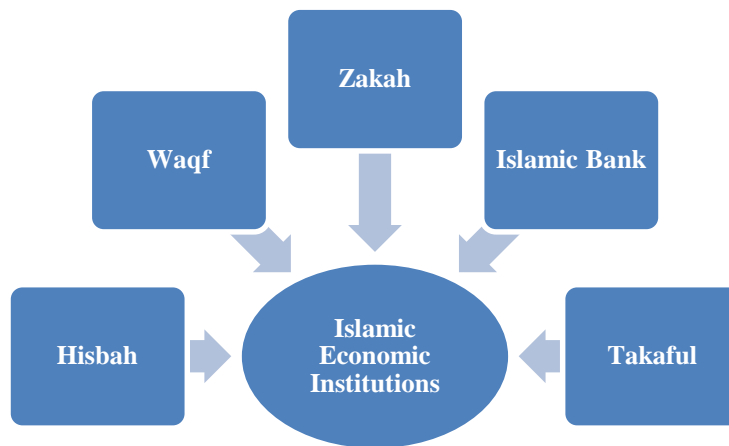 Zakah
Waqf
Islamic Bank
Hisbah
Islamic
Economic
Institutions
Takaful